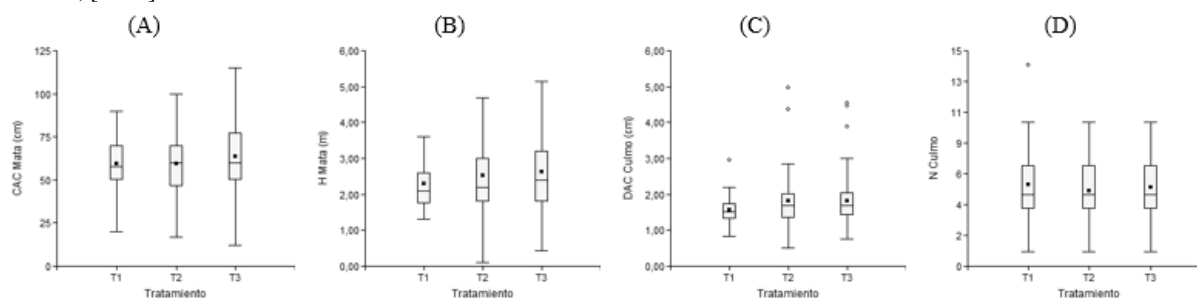 (A) (B) (C) (D)
CAC Mata (cm)
125
100
75
50
25
0
T1 T2 T3
Tratamiento
H Mata (m)
6,00
5,00
4,00
3,00
2,00
1,00
0,00
T1 T2 T3
Tratamiento
DAC Culmo (cm)
6,00
5,00
4,00
3,00
2,00
1,00
0,00
T1 T2 T3
Tratamiento
N Culmo
15
13
11
9
6
4
2
0
T1 T2 T3
Tratamiento